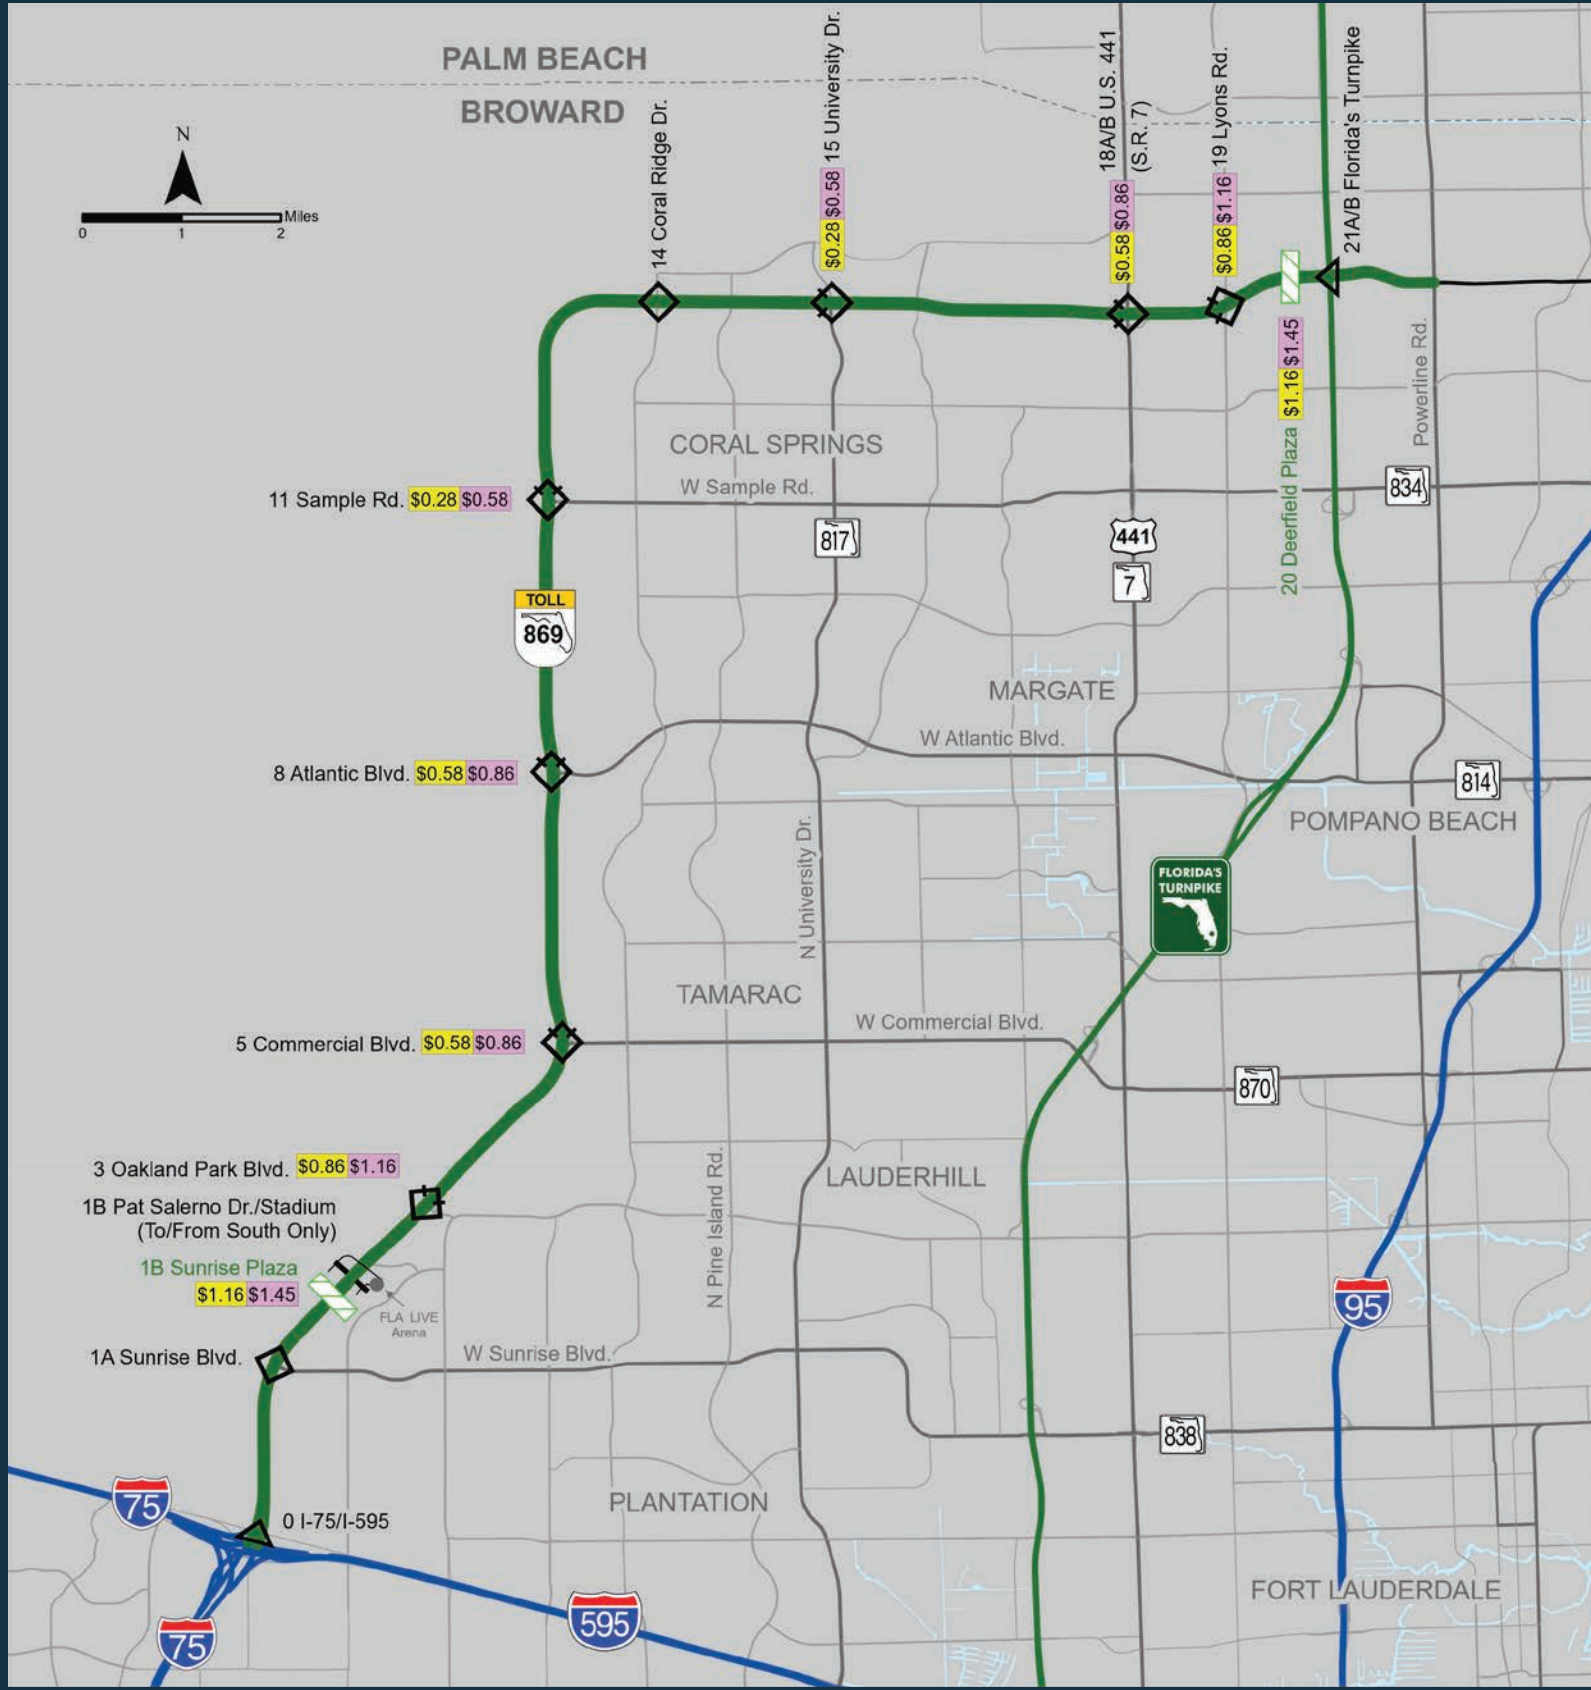 PALM BEACH
BROWARD
N
Miles
0 1 2
14 Coral Ridge Dr.
$0.28 $0.58 15 University Dr.
18A/B U.S. 441
(S.R. 7)
$0.58 $0.86
$0.86 $1.16 19 Lyons Rd.
21A/B Florida's Turnpike
20 Deerfield Plaza $1.16 $1.45
Powerline Rd.
CORAL SPRINGS
11 Sample Rd. $0.28 $0.58
W Sample Rd.
834
817
441
7
TOLL
869
MARGATE
W Atlantic Blvd.
8 Atlantic Blvd. $0.58 $0.86
814
POMPANO BEACH
N University Dr.
FLORIDA'S
TURNPIKE
TAMARAC
W Commercial Blvd.
5 Commercial Blvd. $0.58 $0.86
870
3 Oakland Park Blvd. $0.86 $1.16
LAUDERHILL
N Pine Island Rd.
1B Pat Salerno Dr./Stadium
(To/From South Only)
1B Sunrise Plaza
$1.16 $1.45
FLA LIVE
Arena
95
1A Sunrise Blvd.
W Sunrise Blvd.
838
75
PLANTATION
0 I-75/I-595
FORT LAUDERDALE
595
75